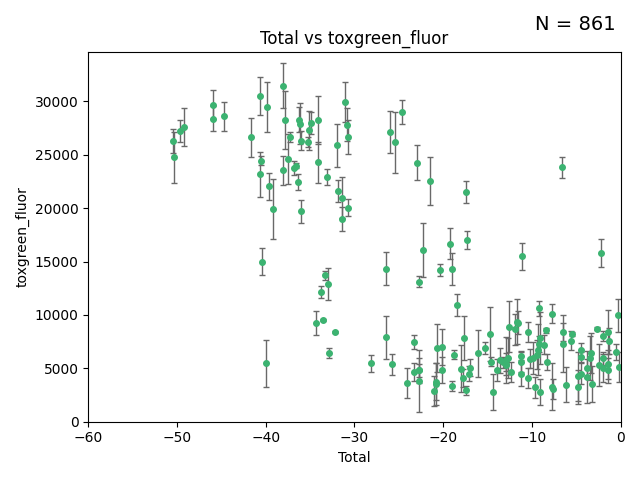 N = 861
Total vs toxgreen_fluor
toxgreen_fluor
30000
25000
20000
15000
10000
5000
0
−60 −50 −40 −30 −20 −10 0
Total